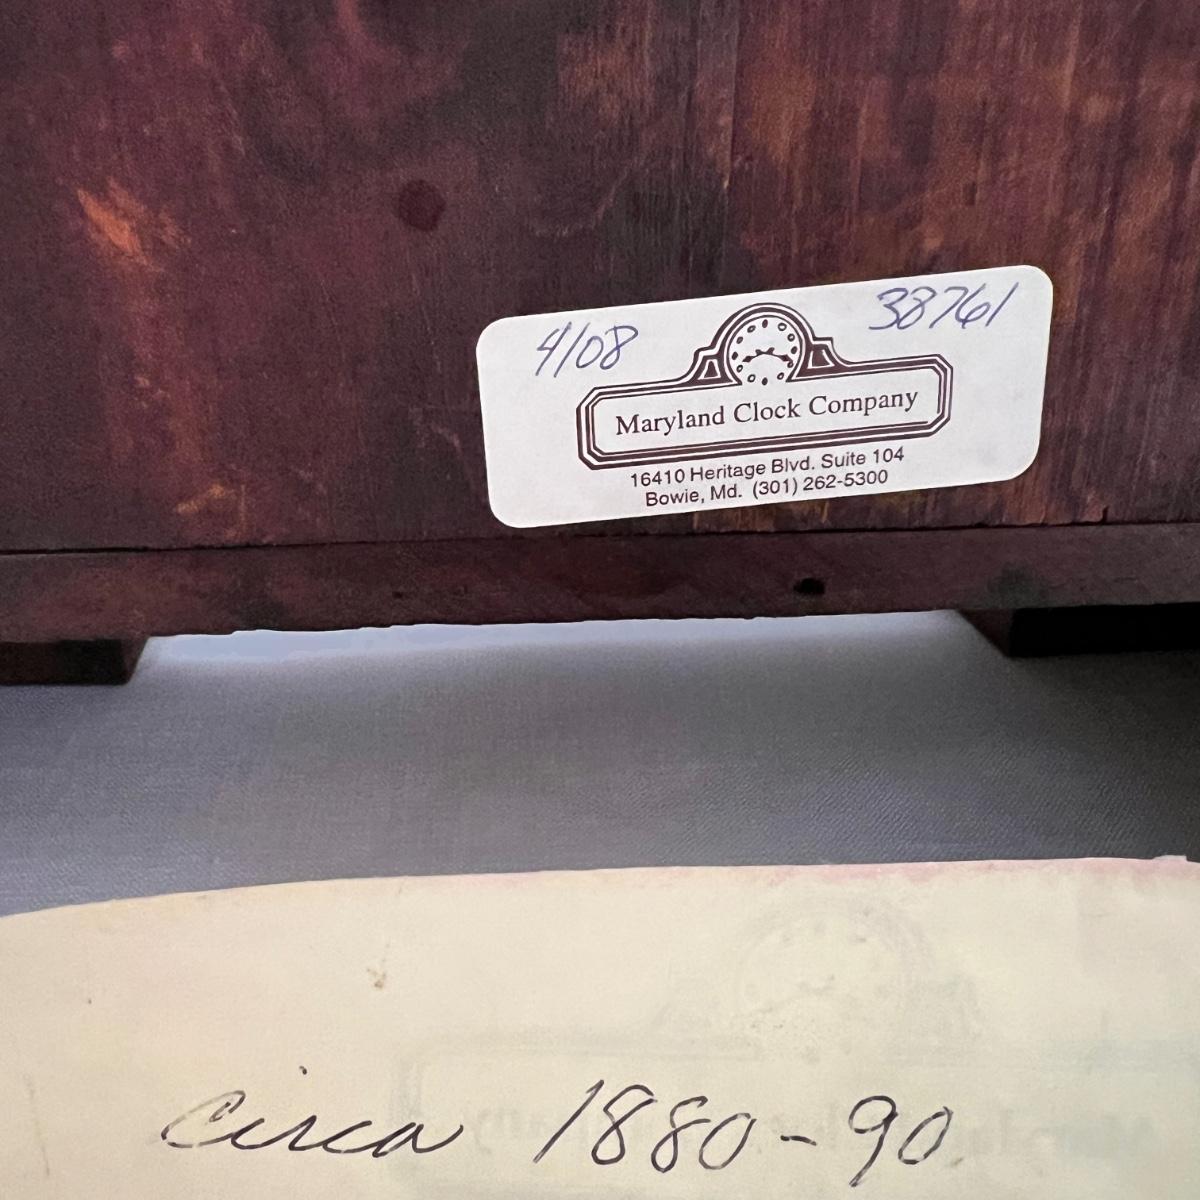 4/08 38761
Maryland Clock Company
16410 Heritage Blvd. Suite 104
Bowie, Md. (301) 262-5300
circa 1880-90